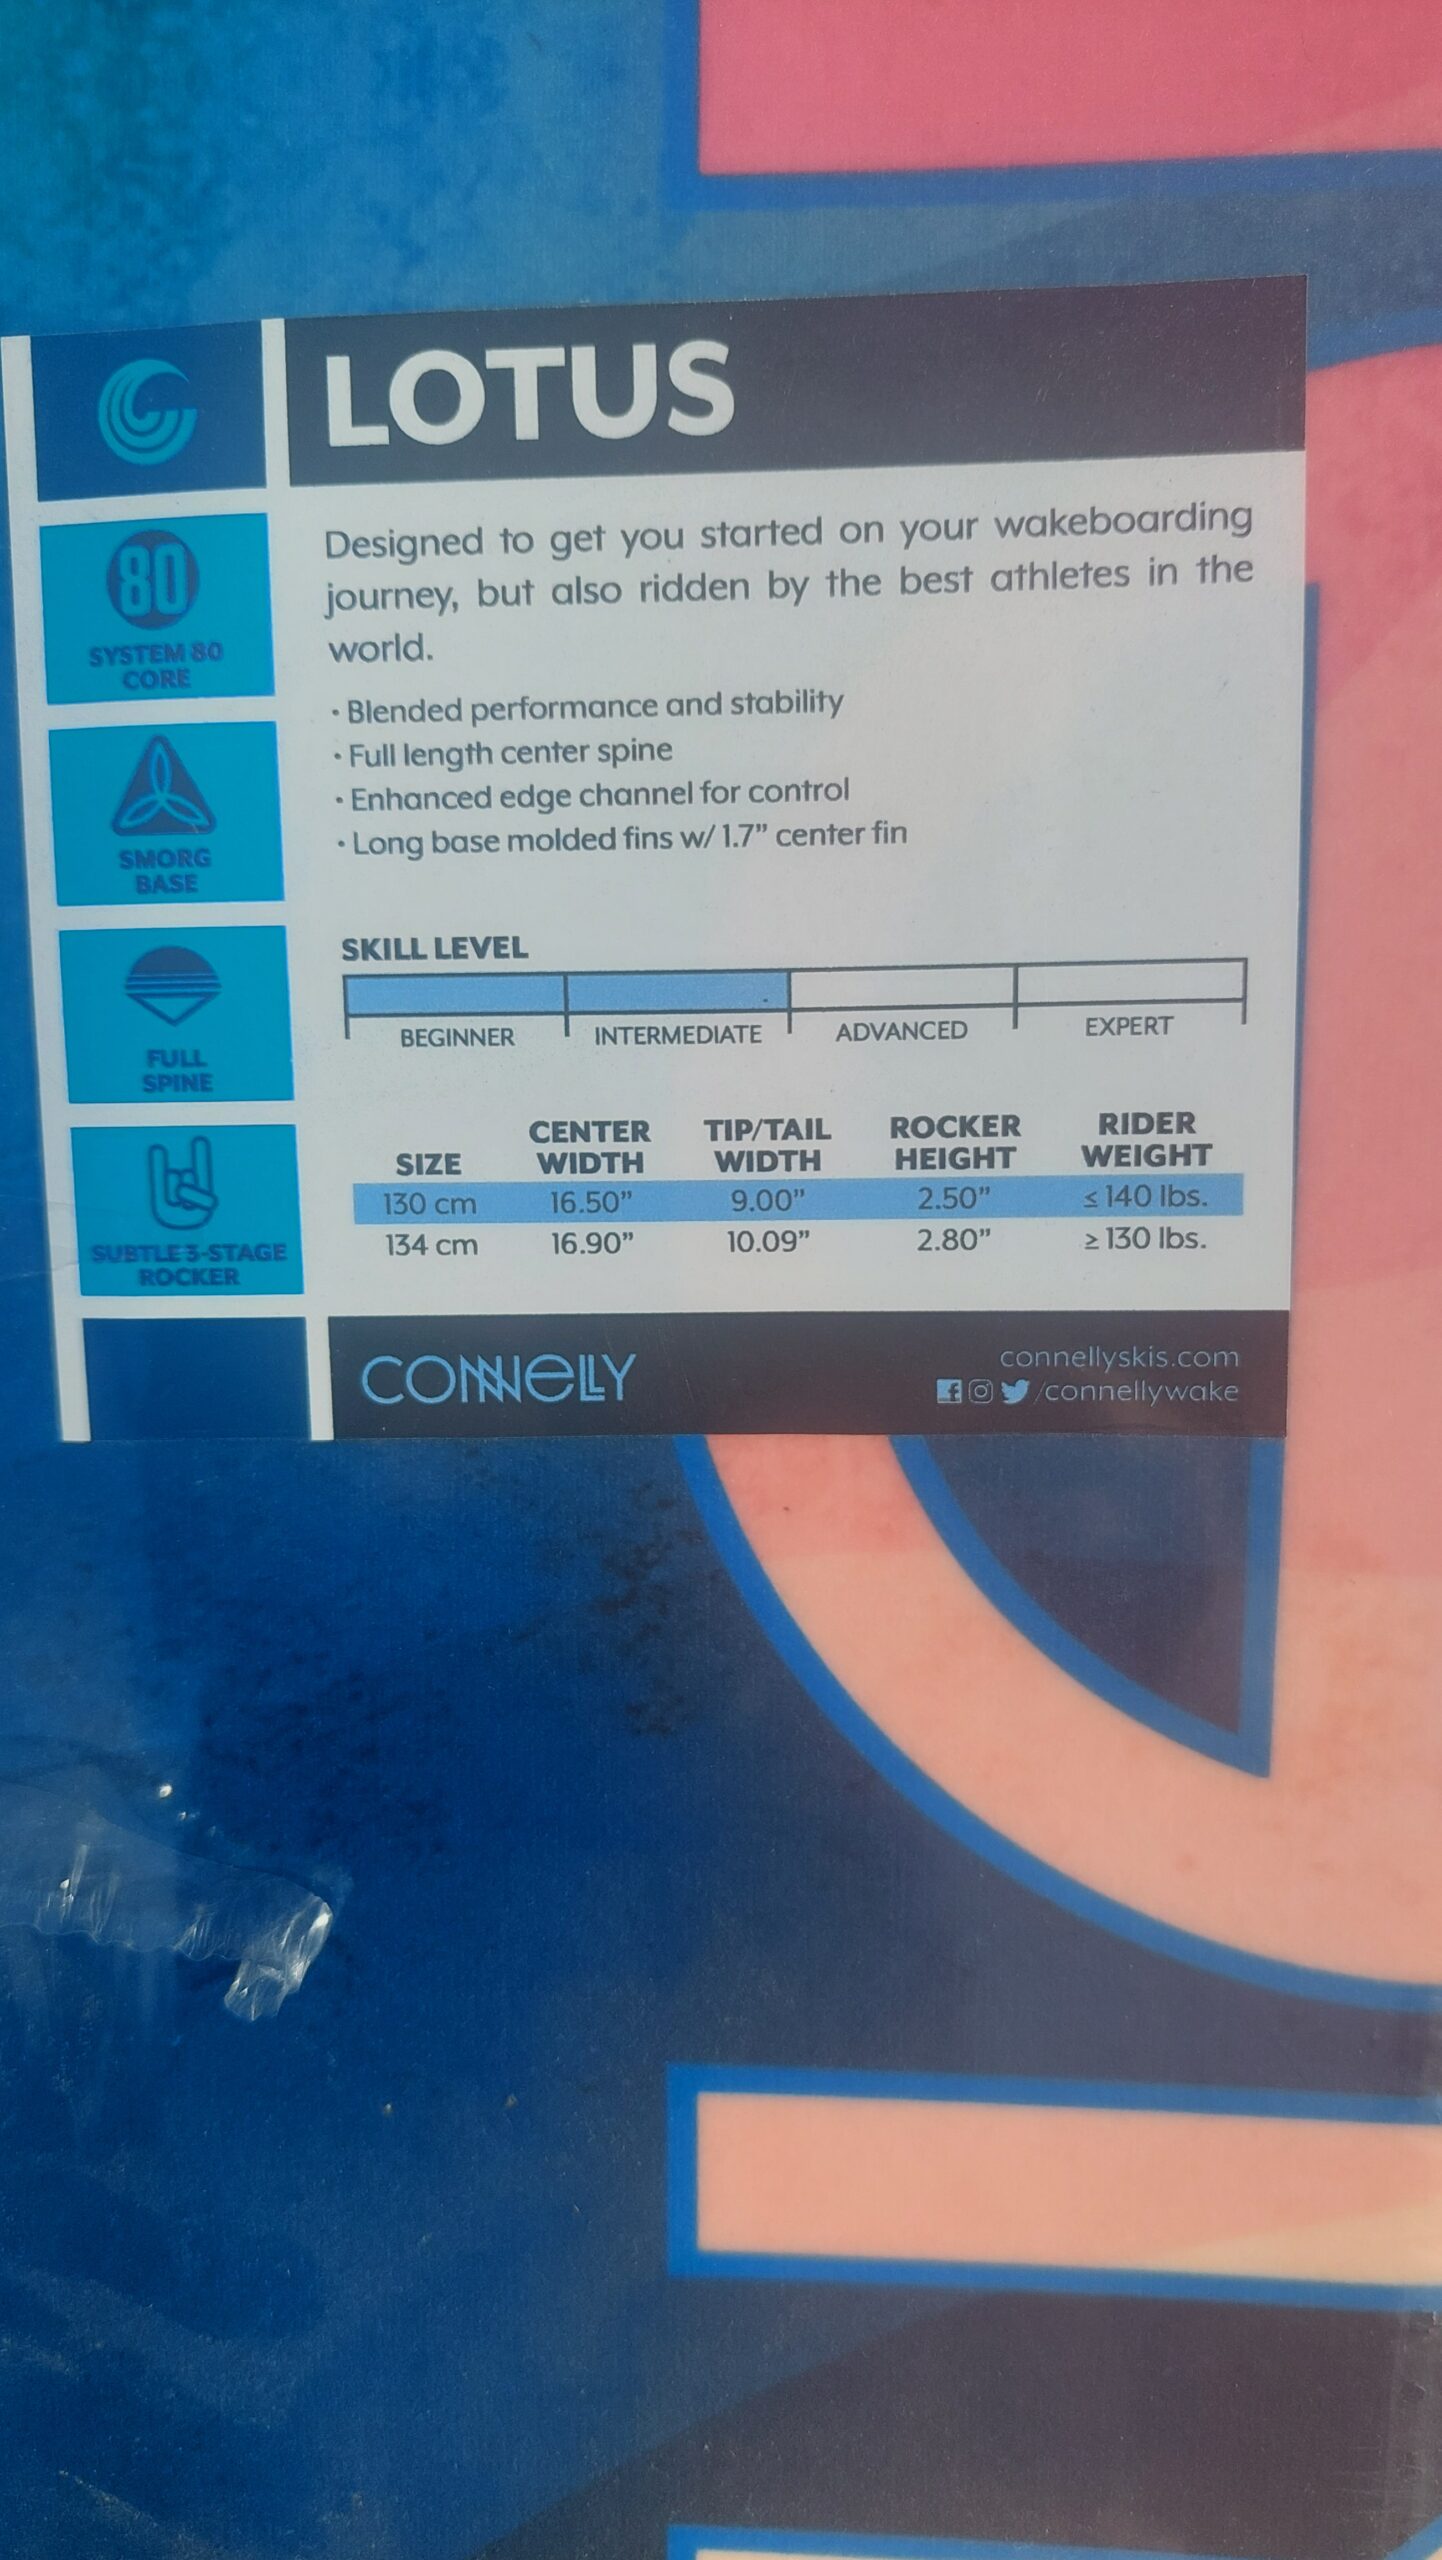 LOTUS
Designed to get you started on your wakeboarding
journey, but also ridden by the best athletes in the
world.
• Blended performance and stability
• Full length center spine
• Enhanced edge channel for control
• Long base molded fins w/ 1.7” center fin
80
SYSTEM 80
CORE
SMORG
BASE
FULL
SPINE
SUBTLE 3-STAGE
ROCKER
SKILL LEVEL
BEGINNER INTERMEDIATE ADVANCED EXPERT
SIZE CENTER WIDTH TIP/TAIL WIDTH ROCKER HEIGHT RIDER WEIGHT
130 cm 16.50” 9.00” 2.50” ≤ 140 lbs.
134 cm 16.90” 10.09” 2.80” ≥ 130 lbs.
CONNELLY
connellyskis.com
/connellywake